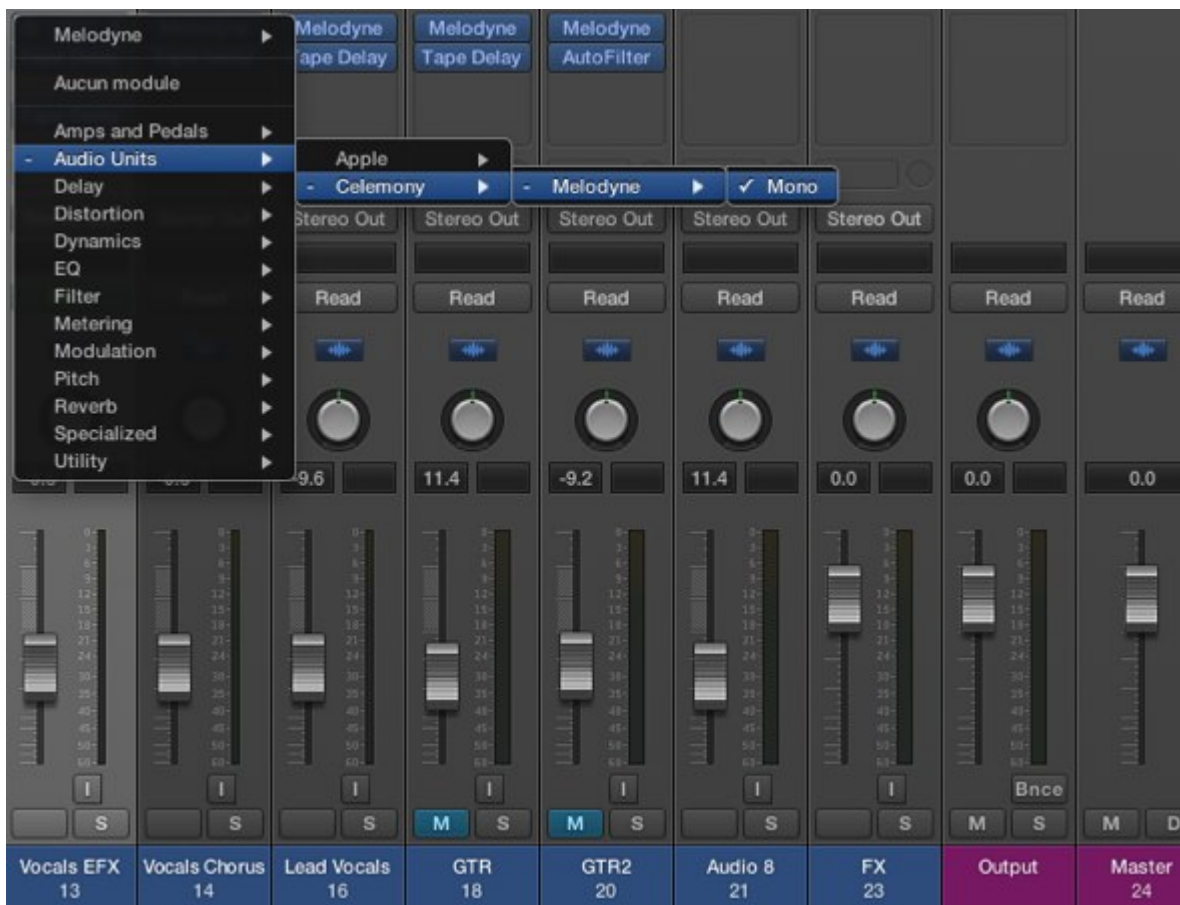 Melodyne
Aucun module
Amps and Pedals
- Audio Units
Delay
Distortion
Dynamics
EQ
Filter
Metering
Modulation
Pitch
Reverb
Specialized
Utility
Apple
- Celemony
- Melodyne
✓ Mono
Melodyne Melodyne Melodyne
Tape Delay Tape Delay AutoFilter
Stereo Out Stereo Out Stereo Out Stereo Out Stereo Out
Read Read Read Read Read Read Read
-9.6 11.4 -9.2 11.4 0.0 0.0 0.0
I I I I I I I Bnce
S S S M S M S S S M S M D
Vocals EFX Vocals Chorus Lead Vocals GTR GTR2 Audio 8 FX Output Master
13 14 16 18 20 21 23 24